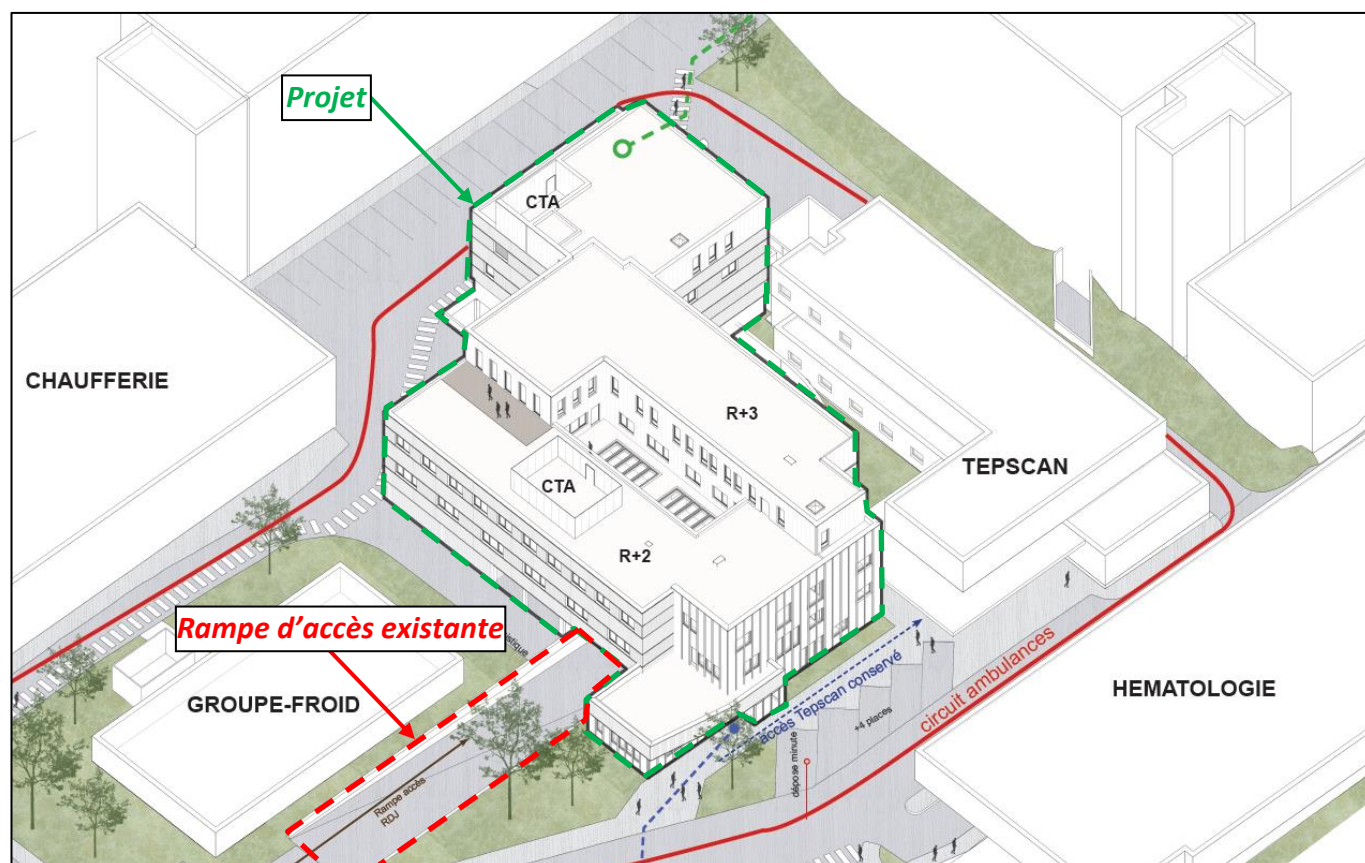 Projet
CTA
CHAUFFERIE
R+3
TEPSCAN
CTA
R+2
Rampe d'accès existante
GROUPE-FROID
accès Tepscan conservé
circuit ambulances
HEMATOLOGIE
+4 places
dépose minute
Rampe accès
RDJ